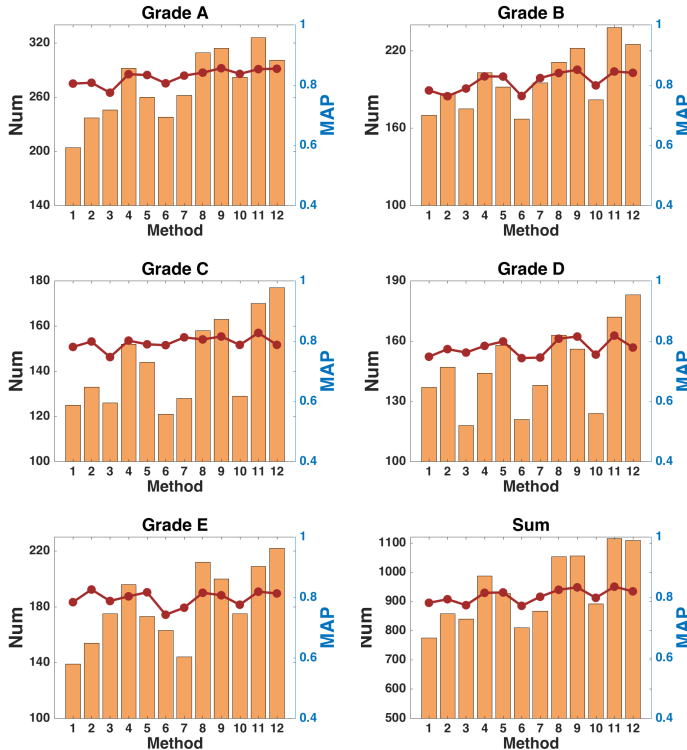 Grade A
Num
320
260
200
140
1
0.8
0.6
0.4
MAP
1 2 3 4 5 6 7 8 9 10 11 12
Method
Grade B
Num
220
160
100
1
0.8
0.6
0.4
MAP
1 2 3 4 5 6 7 8 9 10 11 12
Method
Grade C
Num
180
160
140
120
100
1
0.8
0.6
0.4
MAP
1 2 3 4 5 6 7 8 9 10 11 12
Method
Grade D
Num
190
160
130
100
1
0.8
0.6
0.4
MAP
1 2 3 4 5 6 7 8 9 10 11 12
Method
Grade E
Num
220
180
140
100
1
0.8
0.6
0.4
MAP
1 2 3 4 5 6 7 8 9 10 11 12
Method
Sum
Num
1100
1000
900
800
700
600
500
1
0.8
0.6
0.4
MAP
1 2 3 4 5 6 7 8 9 10 11 12
Method